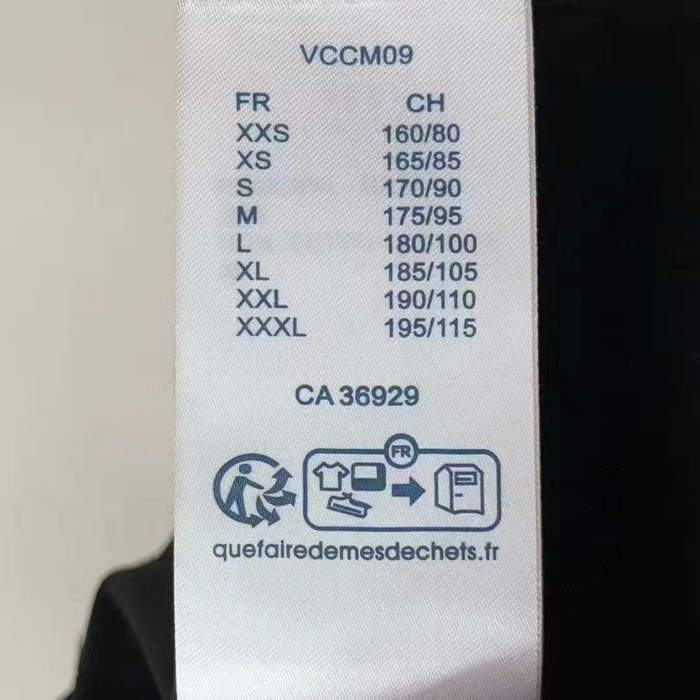 VCCM09
FR CH
XXS 160/80
XS 165/85
S 170/90
M 175/95
L 180/100
XL 185/105
XXL 190/110
XXXL 195/115
CA 36929
FR
quefairedemesdechets.fr